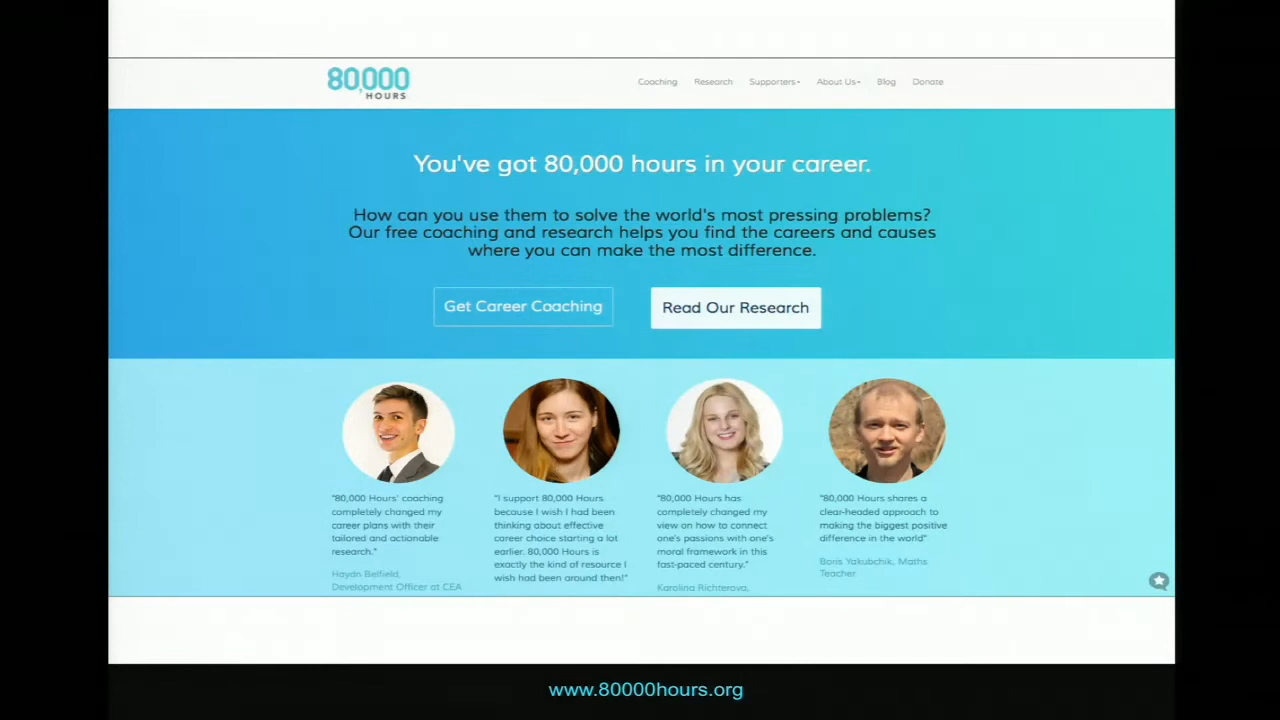 80,000
HOURS
Coaching Research Supporters About Us Blog Donate
You've got 80,000 hours in your career.
How can you use them to solve the world's most pressing problems?
Our free coaching and research helps you find the careers and causes
where you can make the most difference.
Get Career Coaching
Read Our Research
"80,000 Hours' coaching
completely changed my
career plans with their
tailored and actionable
research."
Haydn Belfield,
Development Officer at CEA
"I support 80,000 Hours
because I wish I had been
thinking about effective
career choice starting a lot
earlier. 80,000 Hours is
exactly the kind of resource I
wish had been around then!"
"80,000 Hours has
completely changed my
view on how to connect
one's passions with one's
moral framework in this
fast-paced century."
Karolina Richterova,
"80,000 Hours shares a
clear-headed approach to
making the biggest positive
difference in the world"
Boris Yakubchik, Maths
Teacher
www.80000hours.org